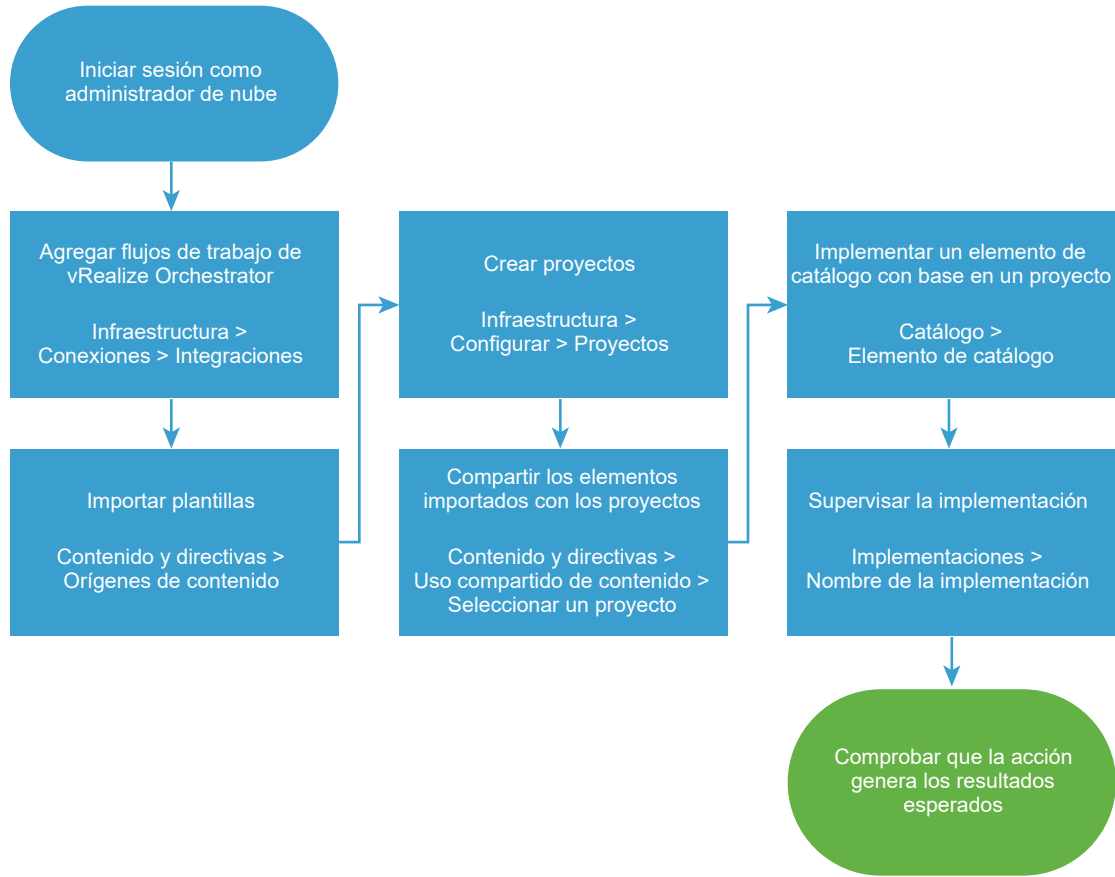 Iniciar sesión como
administrador de nube
Agregar flujos de trabajo de
vRealize Orchestrator
Infraestructura >
Conexiones > Integraciones
Importar plantillas
Contenido y directivas >
Orígenes de contenido
Crear proyectos
Infraestructura >
Configurar > Proyectos
Compartir los elementos
importados con los proyectos
Contenido y directivas >
Uso compartido de contenido >
Seleccionar un proyecto
Implementar un elemento de
catálogo con base en un proyecto
Catálogo >
Elemento de catálogo
Supervisar la implementación
Implementaciones >
Nombre de la implementación
Comprobar que la acción
genera los resultados
esperados